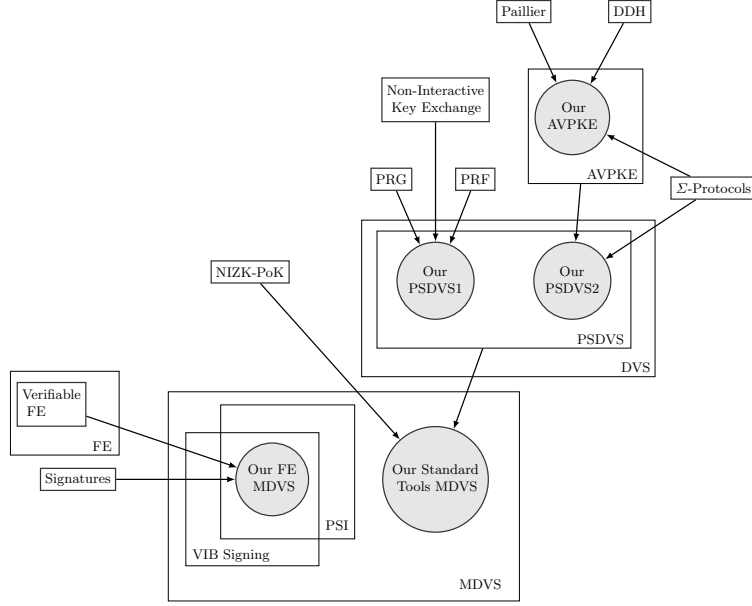 Paillier
DDH
Our
AVPKE
AVPKE
Non-Interactive
Key Exchange
PRG
PRF
Σ-Protocols
Our
PSDVS1
Our
PSDVS2
PSDVS
DVS
NIZK-PoK
Verifiable
FE
FE
Signatures
Our FE
MDVS
PSI
VIB Signing
Our Standard
Tools MDVS
MDVS